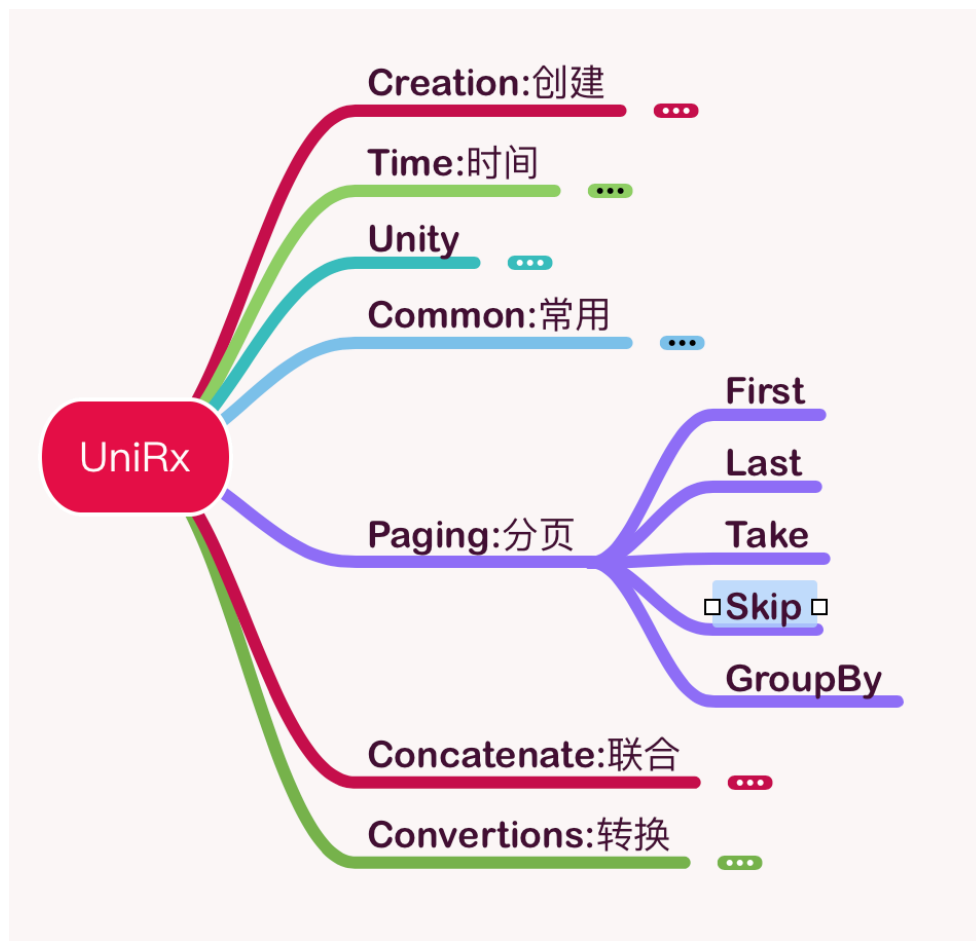 Creation:创建
Time:时间
Unity
Common:常用
UniRx
Paging:分页
First
Last
Take
Skip
GroupBy
Concatenate:联合
Convertions:转换